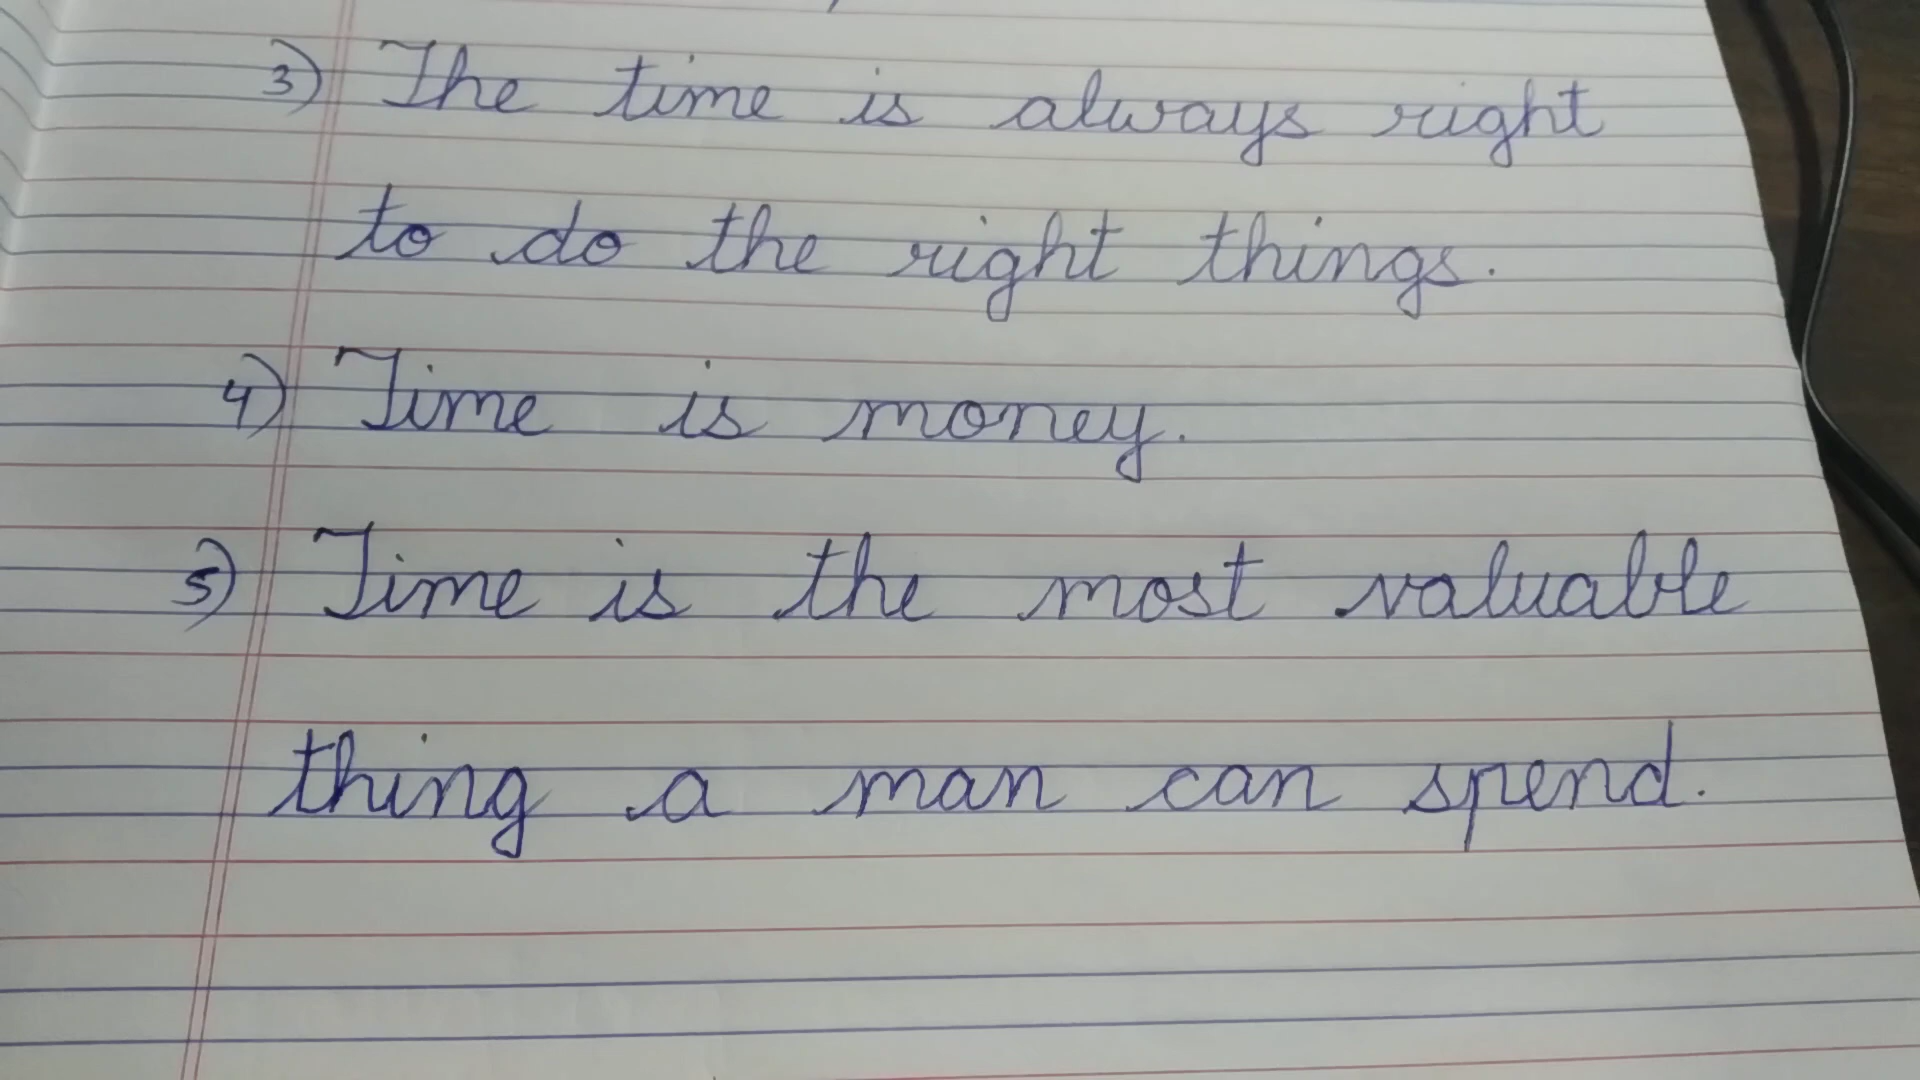 3) The time is always right
to do the right things.
4) Time is money.
5) Time is the most valuable
thing a man can spend.